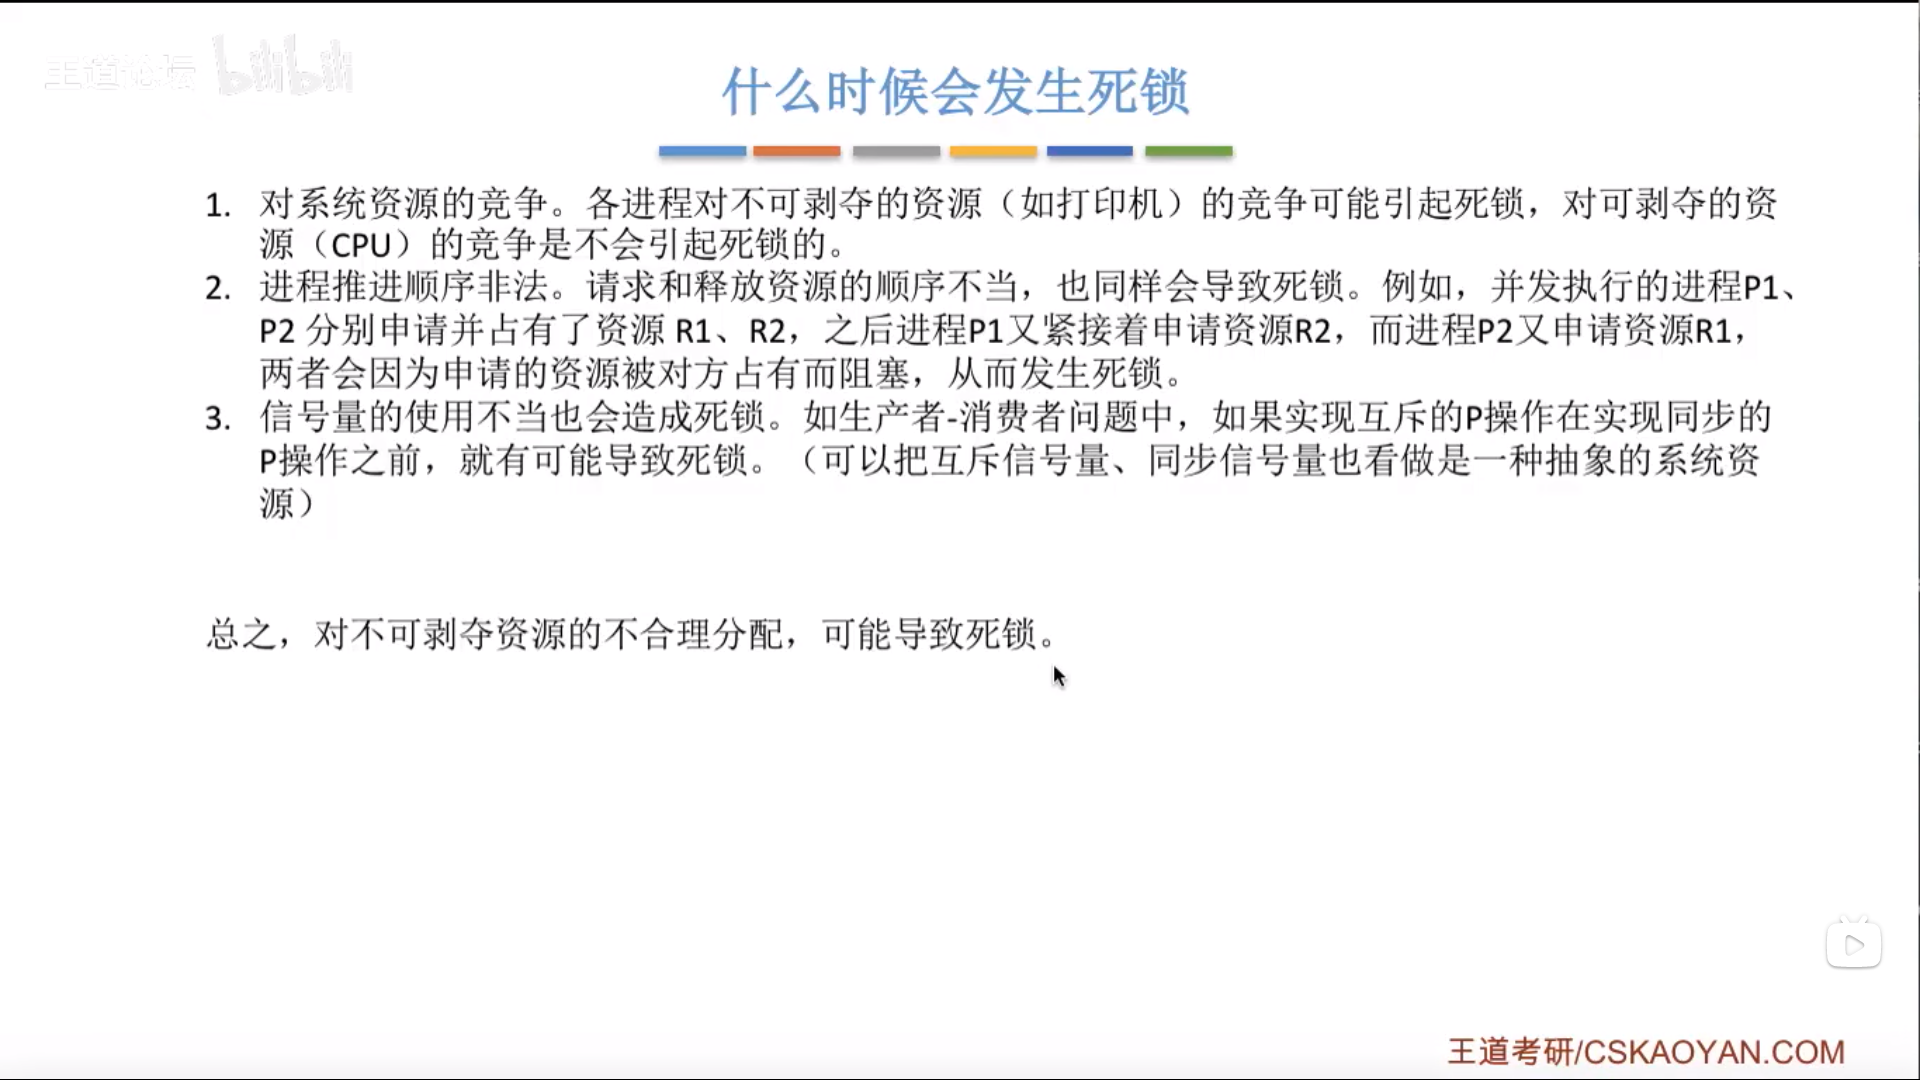 王道论坛 bilibili
什么时候会发生死锁
1. 对系统资源的竞争。各进程对不可剥夺的资源（如打印机）的竞争可能引起死锁，对可剥夺的资
源（CPU）的竞争是不会引起死锁的。
2. 进程推进顺序非法。请求和释放资源的顺序不当，也同样会导致死锁。例如，并发执行的进程P1、
P2 分别申请并占有了资源 R1、R2，之后进程P1又紧接着申请资源R2，而进程P2又申请资源R1，
两者会因为申请的资源被对方占有而阻塞，从而发生死锁。
3. 信号量的使用不当也会造成死锁。如生产者-消费者问题中，如果实现互斥的P操作在实现同步的
P操作之前，就有可能导致死锁。（可以把互斥信号量、同步信号量也看做是一种抽象的系统资
源）
总之，对不可剥夺资源的不合理分配，可能导致死锁。
王道考研/CSKAOYAN.COM